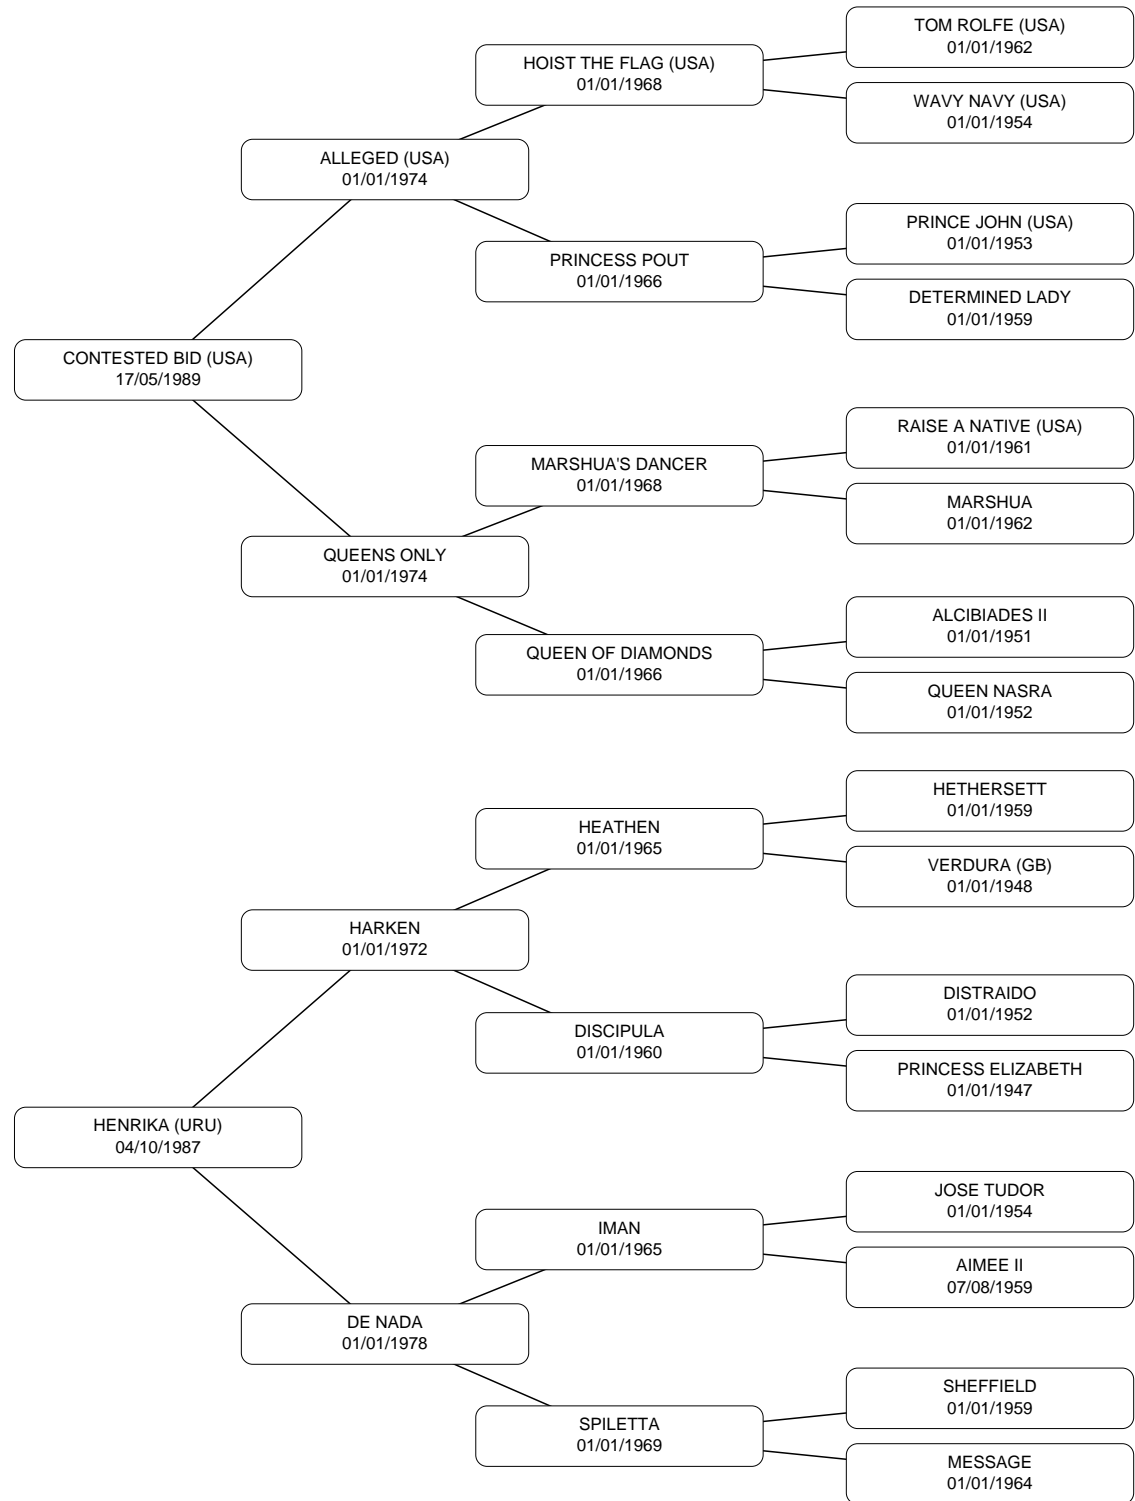 TOM ROLFE (USA)
01/01/1962
HOIST THE FLAG (USA)
01/01/1968
WAVY NAVY (USA)
01/01/1954
ALLEGED (USA)
01/01/1974
PRINCE JOHN (USA)
01/01/1953
PRINCESS POUT
01/01/1966
DETERMINED LADY
01/01/1959
CONTESTED BID (USA)
17/05/1989
RAISE A NATIVE (USA)
01/01/1961
MARSHUA'S DANCER
01/01/1968
MARSHUA
01/01/1962
QUEENS ONLY
01/01/1974
ALCIBIADES II
01/01/1951
QUEEN OF DIAMONDS
01/01/1966
QUEEN NASRA
01/01/1952
HETHERSETT
01/01/1959
HEATHEN
01/01/1965
VERDURA (GB)
01/01/1948
HARKEN
01/01/1972
DISTRAIDO
01/01/1952
DISCIPULA
01/01/1960
PRINCESS ELIZABETH
01/01/1947
HENRIKA (URU)
04/10/1987
JOSE TUDOR
01/01/1954
IMAN
01/01/1965
AIMEE II
07/08/1959
DE NADA
01/01/1978
SHEFFIELD
01/01/1959
SPILETTA
01/01/1969
MESSAGE
01/01/1964